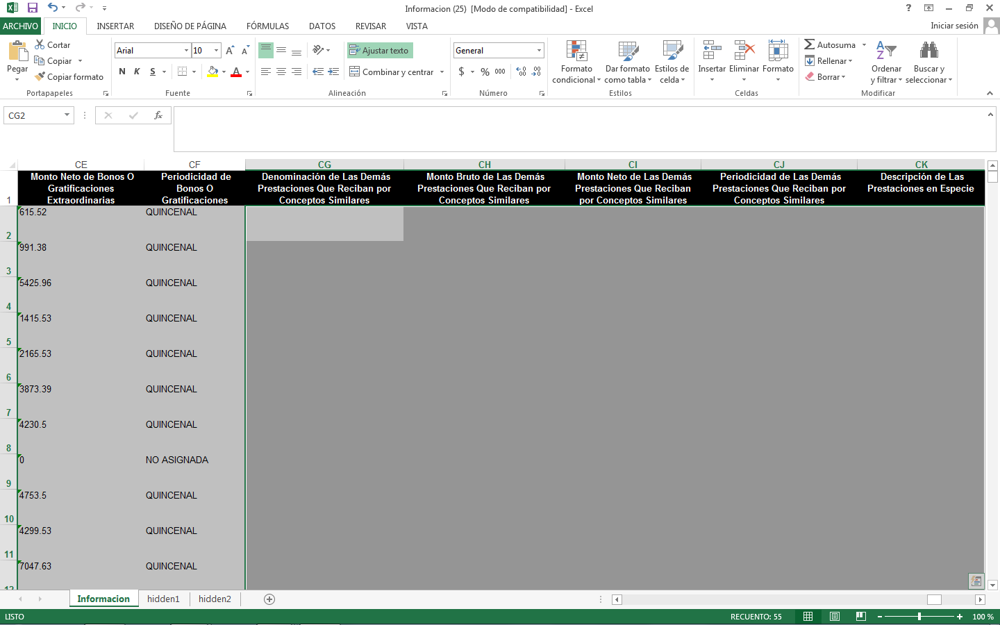 Informacion (25)  [Modo de compatibilidad] - Excel
?
ARCHIVO INICIO INSERTAR DISEÑO DE PÁGINA FÓRMULAS DATOS REVISAR VISTA Iniciar sesión
Pegar
Cortar
Copiar
Copiar formato
Portapapeles
Arial 10 A A
N K S A
Fuente
Ajustar texto
Combinar y centrar
Alineación
General
$ % 000
Número
Formato condicional
Dar formato como tabla
Estilos de celda
Estilos
Insertar Eliminar Formato
Celdas
Autosuma
Rellenar
Borrar
Ordenar y filtrar
Buscar y seleccionar
Modificar
CG2 fx
CE CF CG CH CI CJ CK
1
Monto Neto de Bonos O Gratificaciones Extraordinarias
Periodicidad de Bonos O Gratificaciones
Denominación de Las Demás Prestaciones Que Reciban por Conceptos Similares
Monto Bruto de Las Demás Prestaciones Que Reciban por Conceptos Similares
Monto Neto de Las Demás Prestaciones Que Reciban por Conceptos Similares
Periodicidad de Las Demás Prestaciones Que Reciban por Conceptos Similares
Descripción de Las Prestaciones en Especie
2 615.52 QUINCENAL
3 991.38 QUINCENAL
4 5425.96 QUINCENAL
5 1415.53 QUINCENAL
6 2165.53 QUINCENAL
7 3873.39 QUINCENAL
8 4230.5 QUINCENAL
9 0 NO ASIGNADA
10 4753.5 QUINCENAL
11 4299.53 QUINCENAL
12 7047.63 QUINCENAL
Informacion hidden1 hidden2
LISTO RECUENTO: 55 100 %